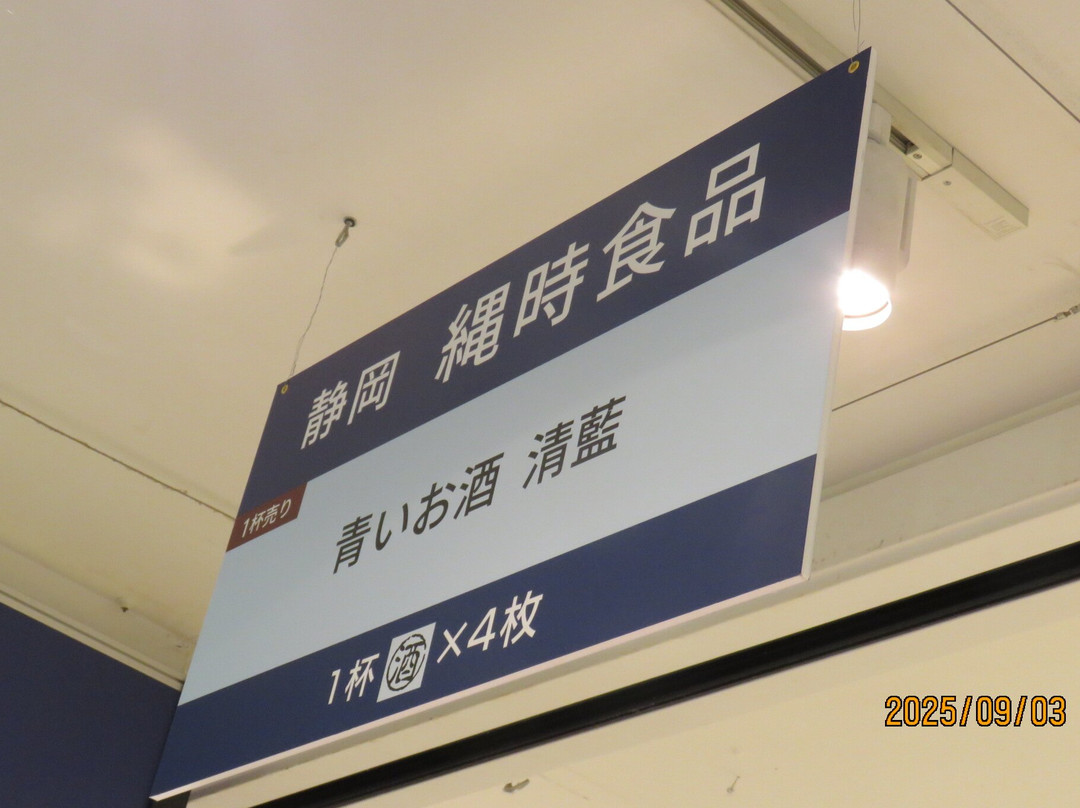 静岡 縄時食品
1杯売り
青いお酒 清藍
1杯 酒 ×4枚
2025/09/03